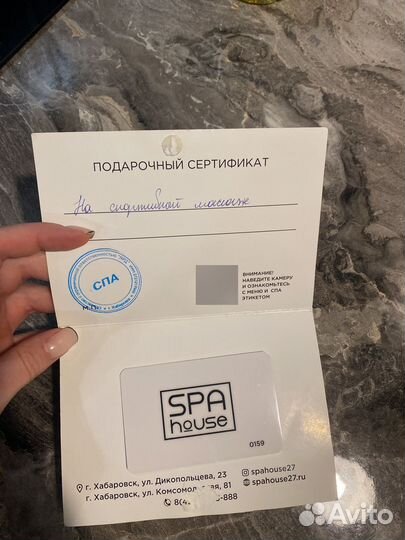 ПОДАРОЧНЫЙ СЕРТИФИКАТ
На спортивный массаж
СПА
М.П.
ВНИМАНИЕ!
НАВЕДИТЕ КАМЕРУ
И ОЗНАКОМЬТЕСЬ
С МЕНЮ И СПА
ЭТИКЕТОМ
SPA
house
0159
г. Хабаровск, ул. Дикопольцева, 23
г. Хабаровск, ул. Комсомольская, 81
-888
spahouse27
spahouse27.ru
Avito